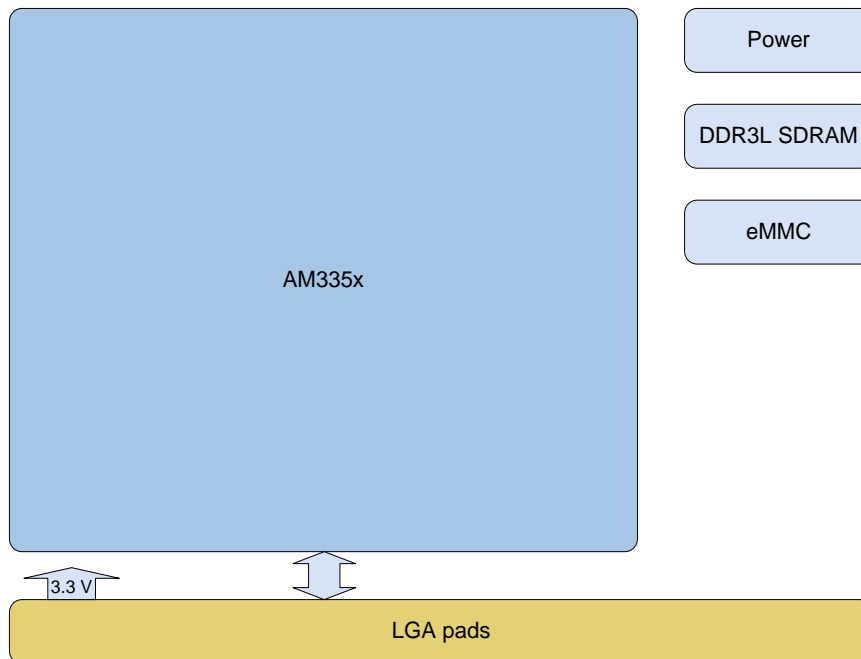 Power
DDR3L SDRAM
eMMC
AM335x
3.3 V
LGA pads